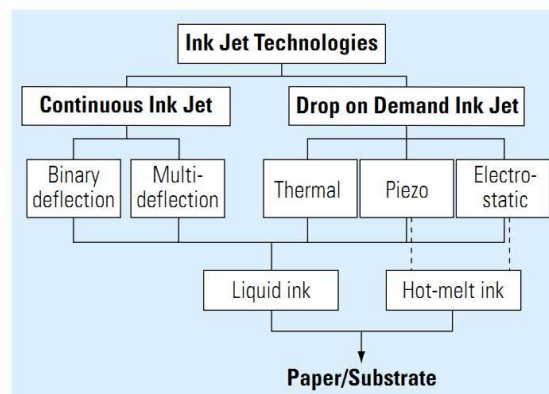 Ink Jet Technologies
Continuous Ink Jet
Drop on Demand Ink Jet
Binary
deflection
Multi-
deflection
Thermal
Piezo
Electro-
static
Liquid ink
Hot-melt ink
Paper/Substrate